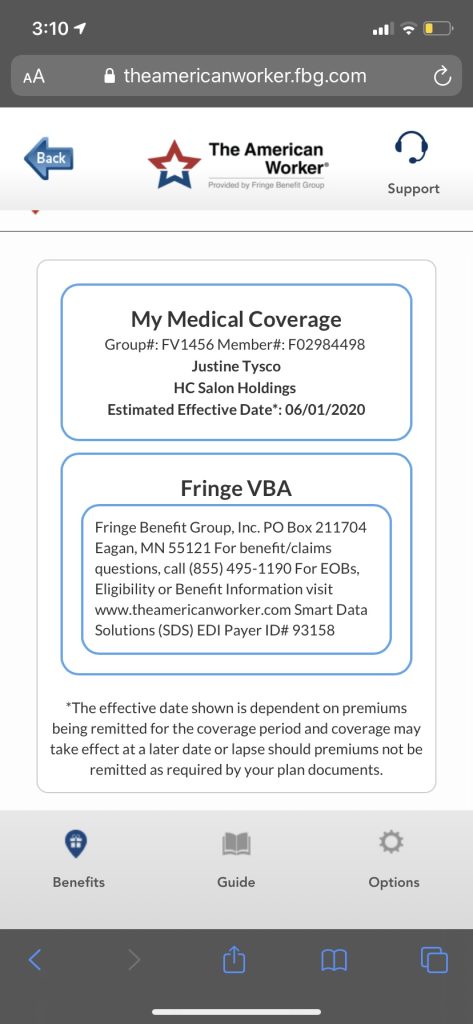 3:10
AA theamericanworker.fbg.com
Back
The American
Worker®
Provided by Fringe Benefit Group
Support
My Medical Coverage
Group#: FV1456 Member#: F02984498
Justine Tysco
HC Salon Holdings
Estimated Effective Date*: 06/01/2020
Fringe VBA
Fringe Benefit Group, Inc. PO Box 211704
Eagan, MN 55121 For benefit/claims
questions, call (855) 495-1190 For EOBs,
Eligibility or Benefit Information visit
www.theamericanworker.com Smart Data
Solutions (SDS) EDI Payer ID# 93158
*The effective date shown is dependent on premiums
being remitted for the coverage period and coverage may
take effect at a later date or lapse should premiums not be
remitted as required by your plan documents.
Benefits
Guide
Options